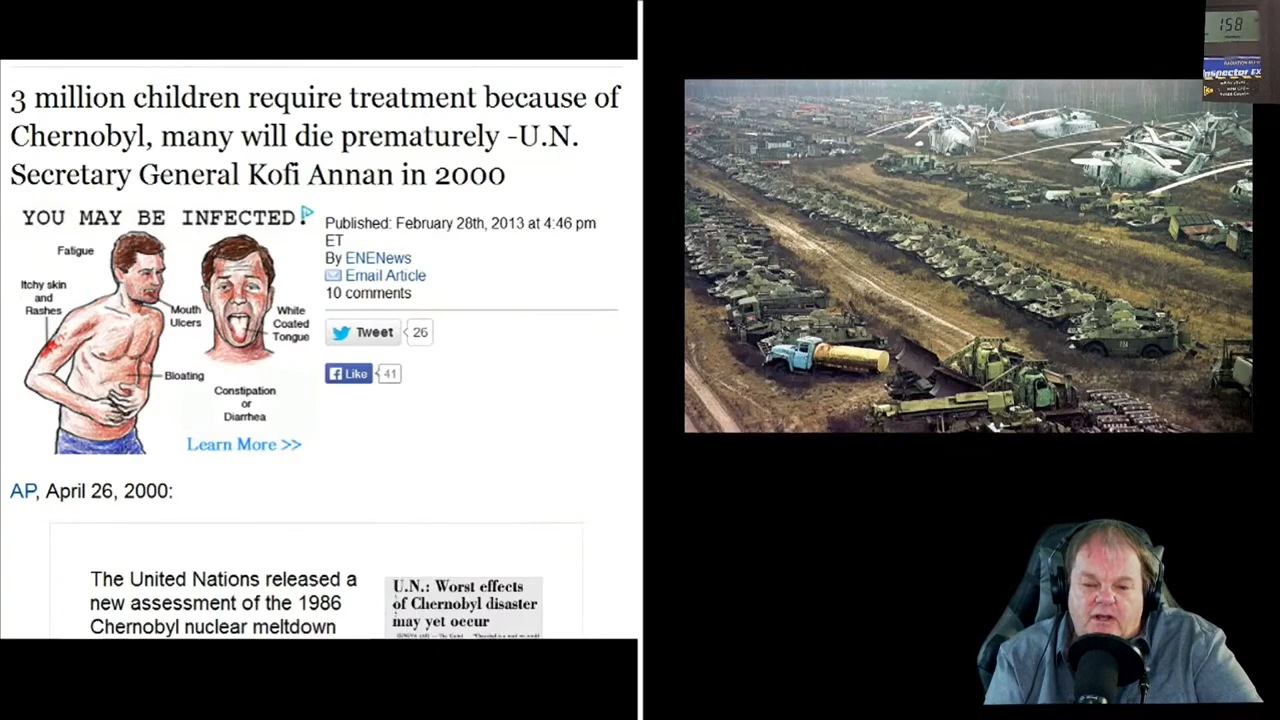 3 million children require treatment because of
Chernobyl, many will die prematurely -U.N.
Secretary General Kofi Annan in 2000
YOU MAY BE INFECTED!
Fatigue
Itchy skin
and
Rashes
Mouth
Ulcers
White
Coated
Tongue
Bloating
Constipation
or
Diarrhea
Learn More >>
Published: February 28th, 2013 at 4:46 pm
ET
By ENENews
Email Article
10 comments
Tweet
26
Like
41
AP, April 26, 2000:
The United Nations released a
new assessment of the 1986
Chernobyl nuclear meltdown
U.N.: Worst effects
of Chernobyl disaster
may yet occur
158
Inspector EX